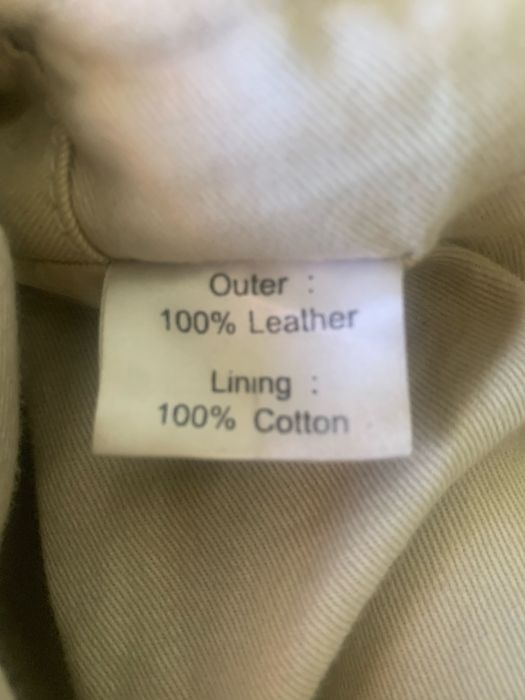 Outer :
100% Leather
Lining :
100% Cotton